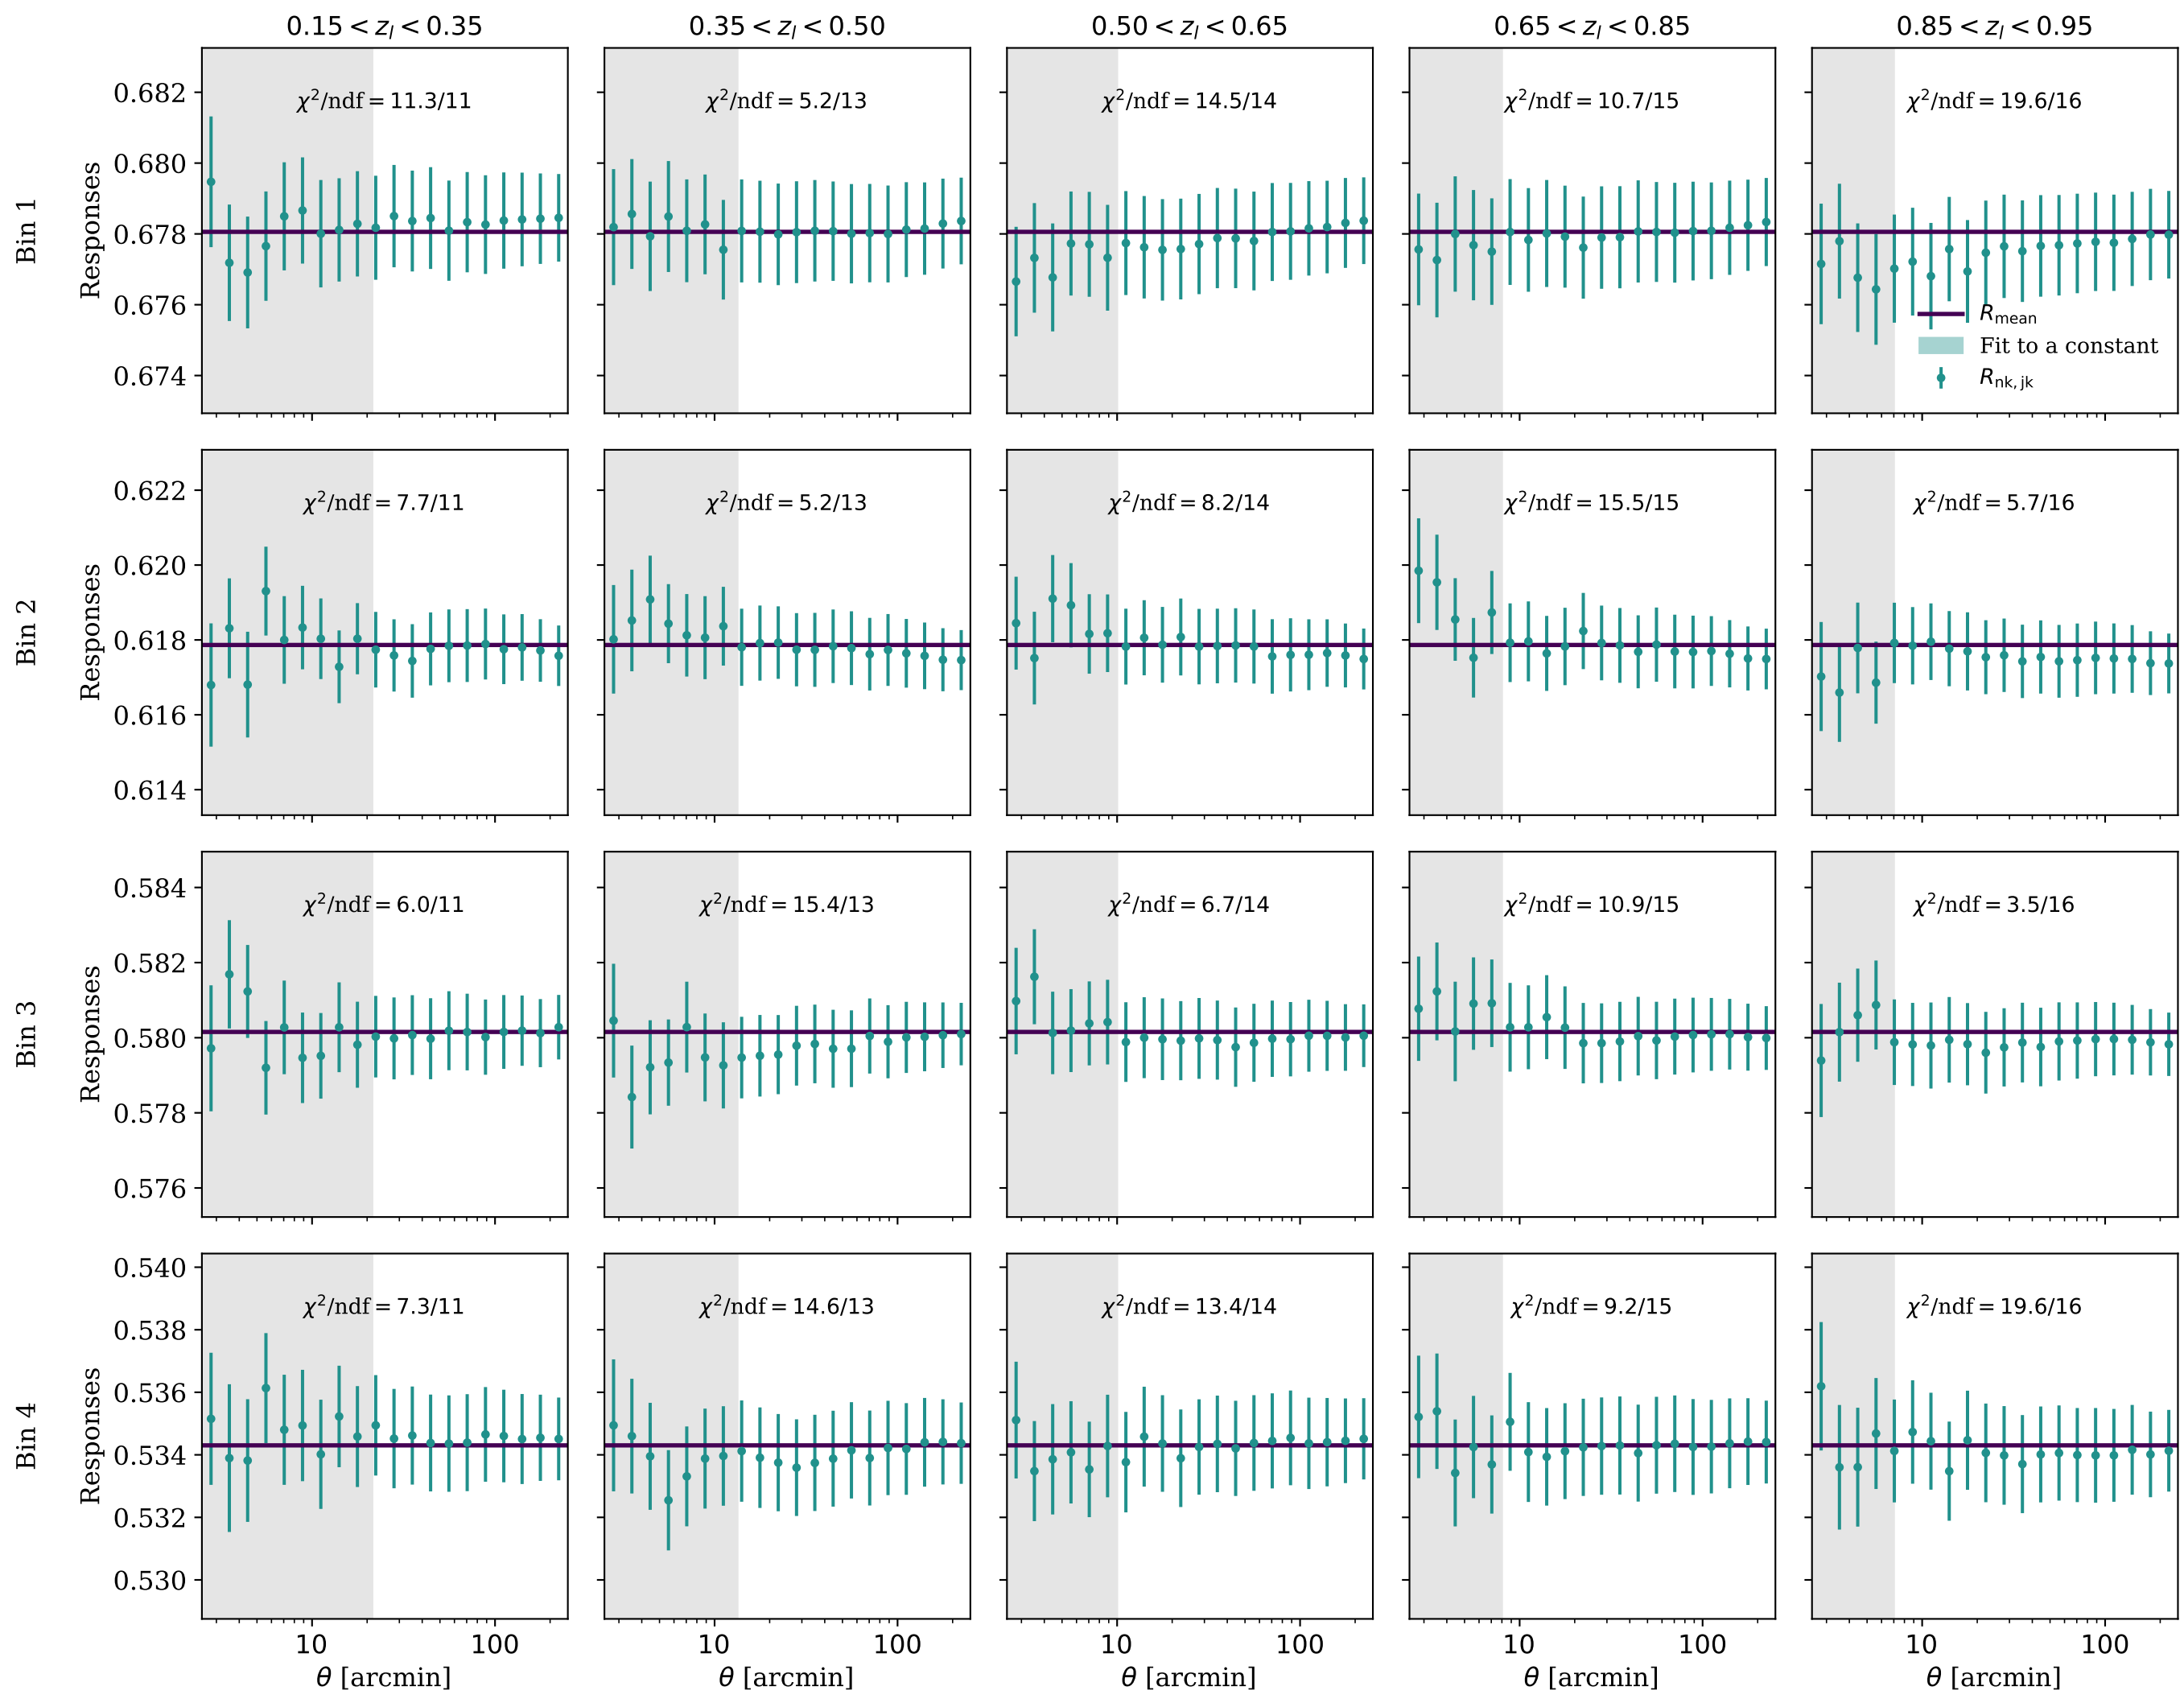 0.15 < z_l < 0.35
0.35 < z_l < 0.50
0.50 < z_l < 0.65
0.65 < z_l < 0.85
0.85 < z_l < 0.95
Bin 1
Responses
0.682
0.680
0.678
0.676
0.674
χ²/ndf = 11.3/11
χ²/ndf = 5.2/13
χ²/ndf = 14.5/14
χ²/ndf = 10.7/15
χ²/ndf = 19.6/16
R_mean
Fit to a constant
R_nk, jk
Bin 2
Responses
0.622
0.620
0.618
0.616
0.614
χ²/ndf = 7.7/11
χ²/ndf = 5.2/13
χ²/ndf = 8.2/14
χ²/ndf = 15.5/15
χ²/ndf = 5.7/16
Bin 3
Responses
0.584
0.582
0.580
0.578
0.576
χ²/ndf = 6.0/11
χ²/ndf = 15.4/13
χ²/ndf = 6.7/14
χ²/ndf = 10.9/15
χ²/ndf = 3.5/16
Bin 4
Responses
0.540
0.538
0.536
0.534
0.532
0.530
χ²/ndf = 7.3/11
χ²/ndf = 14.6/13
χ²/ndf = 13.4/14
χ²/ndf = 9.2/15
χ²/ndf = 19.6/16
10 100
10 100
10 100
10 100
10 100
θ [arcmin]
θ [arcmin]
θ [arcmin]
θ [arcmin]
θ [arcmin]